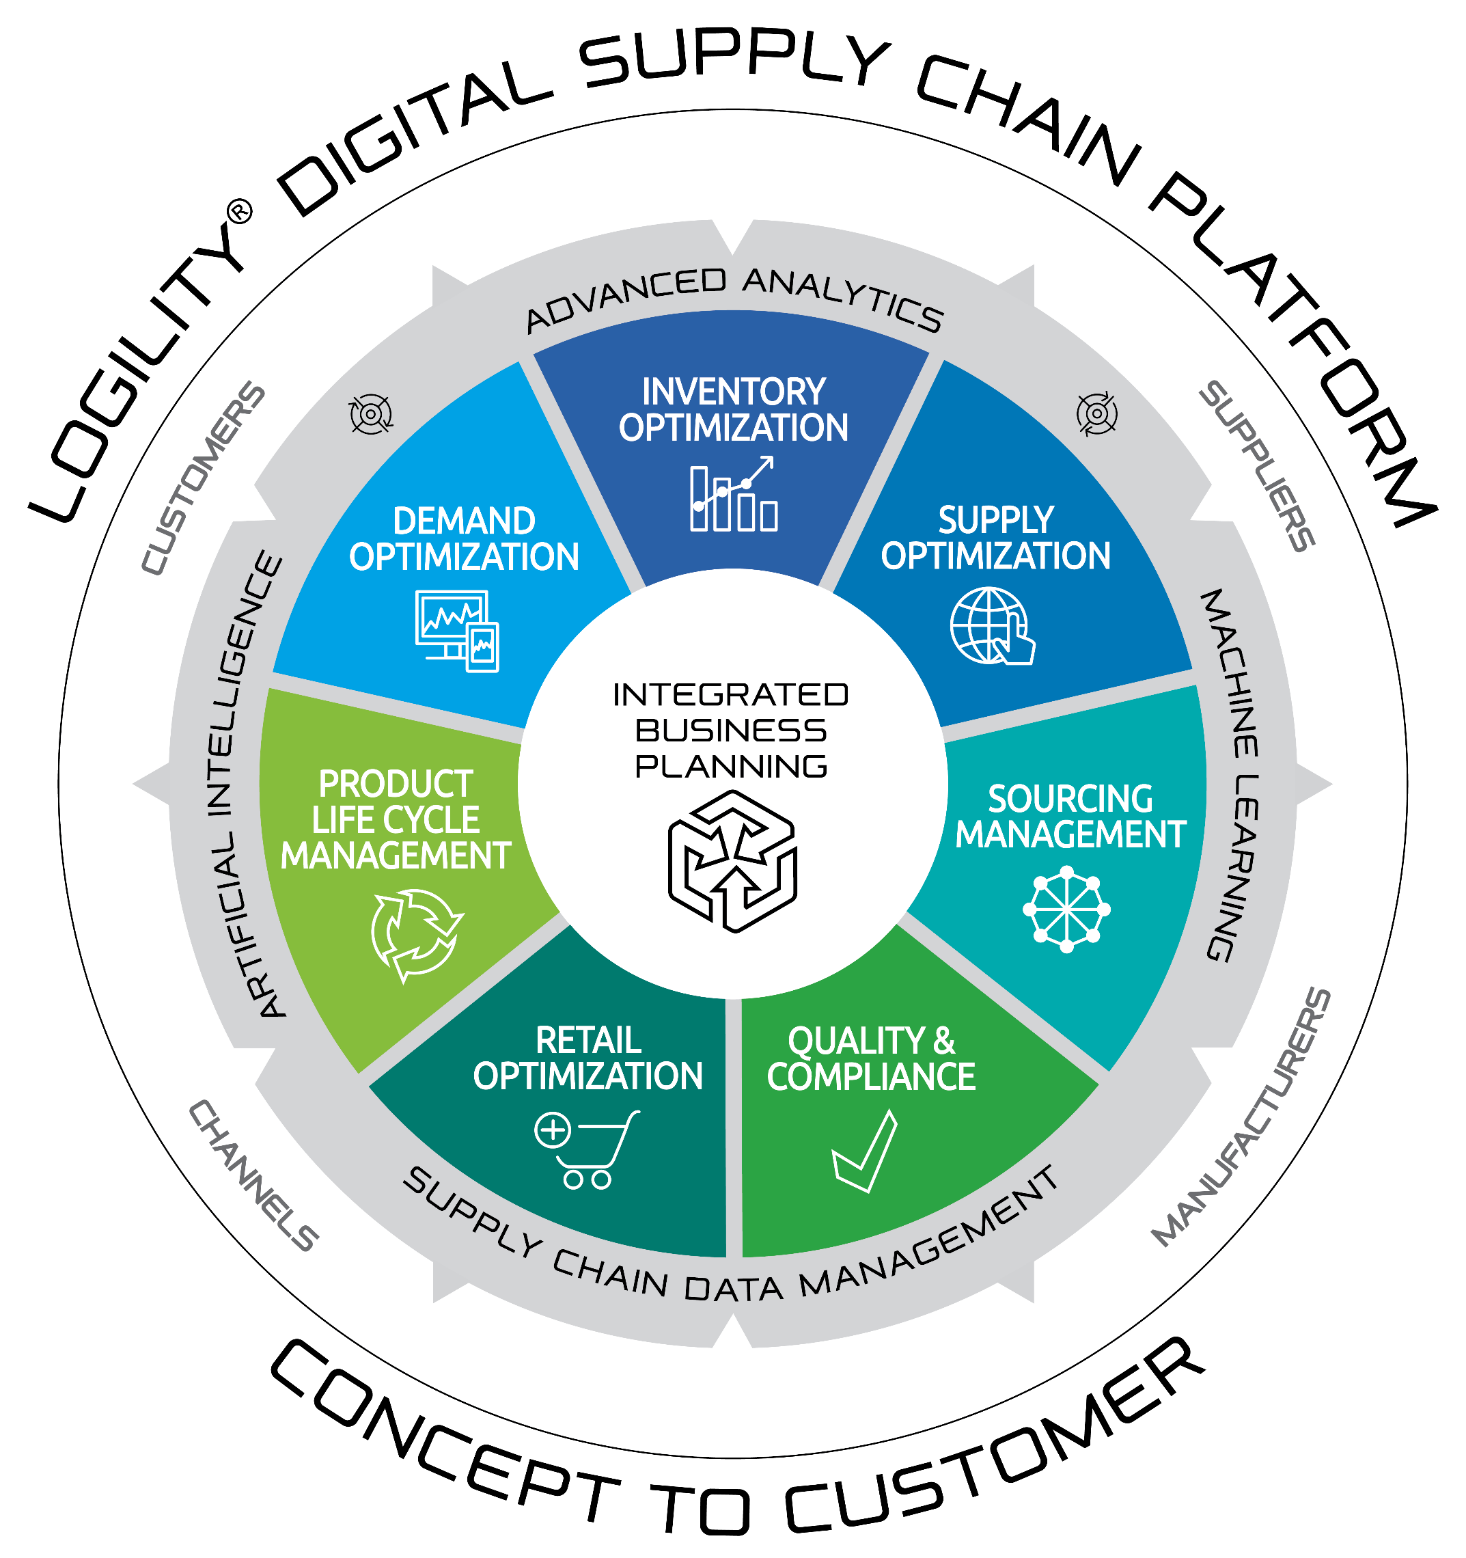 LOGILITY® DIGITAL SUPPLY CHAIN PLATFORM
CUSTOMERS
SUPPLIERS
ADVANCED ANALYTICS
ARTIFICIAL INTELLIGENCE
MACHINE LEARNING
INVENTORY
OPTIMIZATION
DEMAND
OPTIMIZATION
SUPPLY
OPTIMIZATION
INTEGRATED
BUSINESS
PLANNING
PRODUCT
LIFE CYCLE
MANAGEMENT
SOURCING
MANAGEMENT
RETAIL
OPTIMIZATION
QUALITY &
COMPLIANCE
SUPPLY CHAIN DATA MANAGEMENT
CHANNELS
MANUFACTURERS
CONCEPT TO CUSTOMER